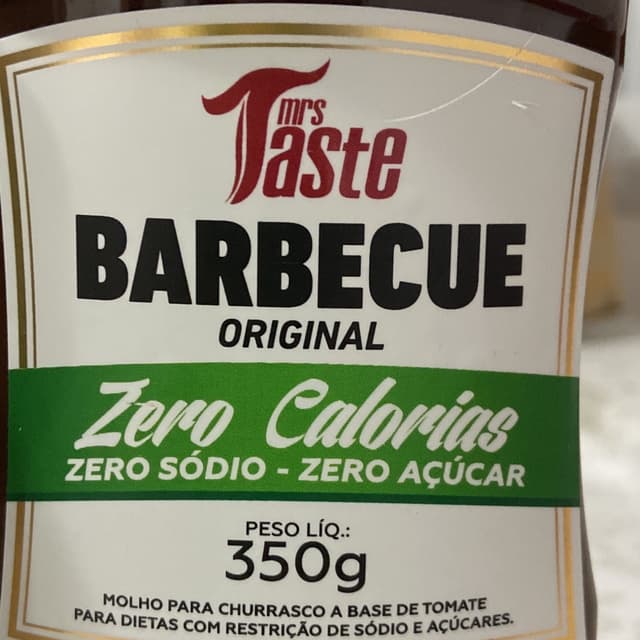 mrs
Taste
BARBECUE
ORIGINAL
Zero Calorias
ZERO SÓDIO - ZERO AÇÚCAR
PESO LÍQ.:
350g
MOLHO PARA CHURRASCO A BASE DE TOMATE
PARA DIETAS COM RESTRIÇÃO DE SÓDIO E AÇÚCARES.